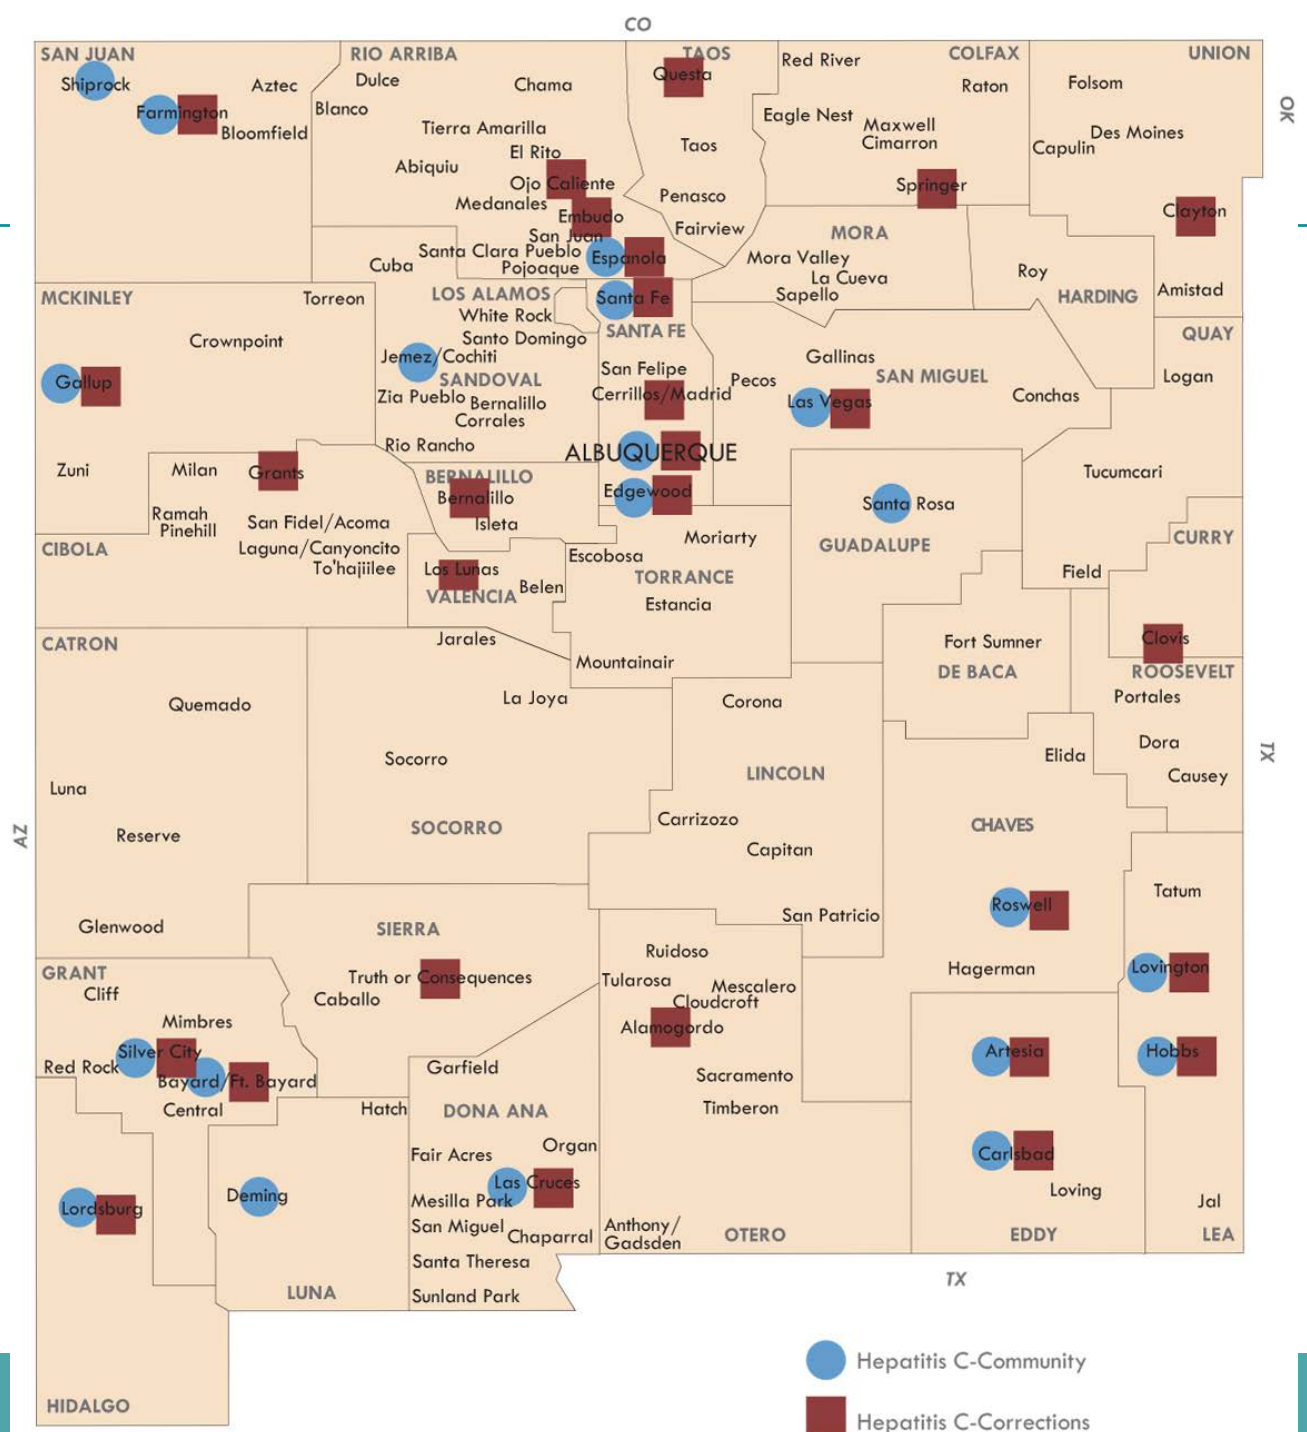 CO
SAN JUAN
RIO ARRIBA
TAOS
COLFAX
UNION
Red River
Shiprock
Aztec
Dulce
Chama
Questa
Raton
Folsom
OK
Farmington
Blanco
Eagle Nest
Bloomfield
Tierra Amarilla
Maxwell
Cimarron
Des Moines
Capulin
El Rito
Taos
Abiquiu
Ojo Caliente
Springer
Medanales
Penasco
Embudo
Clayton
San Juan
Fairview
MORA
Santa Clara Pueblo
Espanola
Mora Valley
Cuba
Pojoaque
La Cueva
Roy
MCKINLEY
Torreon
LOS ALAMOS
Santa Fe
Sapello
HARDING
Amistad
White Rock
SANTA FE
QUAY
Crownpoint
Santo Domingo
Jemez/Cochiti
Gallinas
San Felipe
SANDOVAL
Pecos
SAN MIGUEL
Logan
Gallup
Zia Pueblo
Cerrillos/Madrid
Conchas
Bernalillo
Las Vegas
Corrales
Rio Rancho
ALBUQUERQUE
Zuni
Milan
Grants
BERNALILLO
Tucumcari
Bernalillo
Edgewood
Santa Rosa
Ramah
Pinehill
San Fidel/Acoma
Isleta
Moriarty
GUADALUPE
CURRY
CIBOLA
Laguna/Canyoncito
To'hajiilee
Escobosa
Los Lunas
TORRANCE
Field
Belen
VALENCIA
Estancia
CATRON
Jarales
Fort Sumner
Clovis
Mountainair
DE BACA
ROOSEVELT
Quemado
La Joya
Corona
Portales
Dora
Elida
TX
Socorro
LINCOLN
Causey
Luna
AZ
Reserve
SOCORRO
Carrizozo
CHAVES
Capitan
Tatum
Glenwood
SIERRA
San Patricio
Roswell
Ruidoso
GRANT
Truth or Consequences
Tularosa
Hagerman
Lovington
Cliff
Caballo
Mescalero
Cloudcroft
Mimbres
Alamogordo
Silver City
Artesia
Hobbs
Red Rock
Garfield
Bayard/Ft. Bayard
Sacramento
Central
Hatch
DONA ANA
Timberon
Fair Acres
Organ
Carlsbad
Las Cruces
Loving
Deming
Mesilla Park
Jal
Lordsburg
San Miguel
Chaparral
Anthony/
Gadsden
OTERO
EDDY
LEA
Santa Theresa
TX
LUNA
Sunland Park
Hepatitis C-Community
HIDALGO
Hepatitis C-Corrections